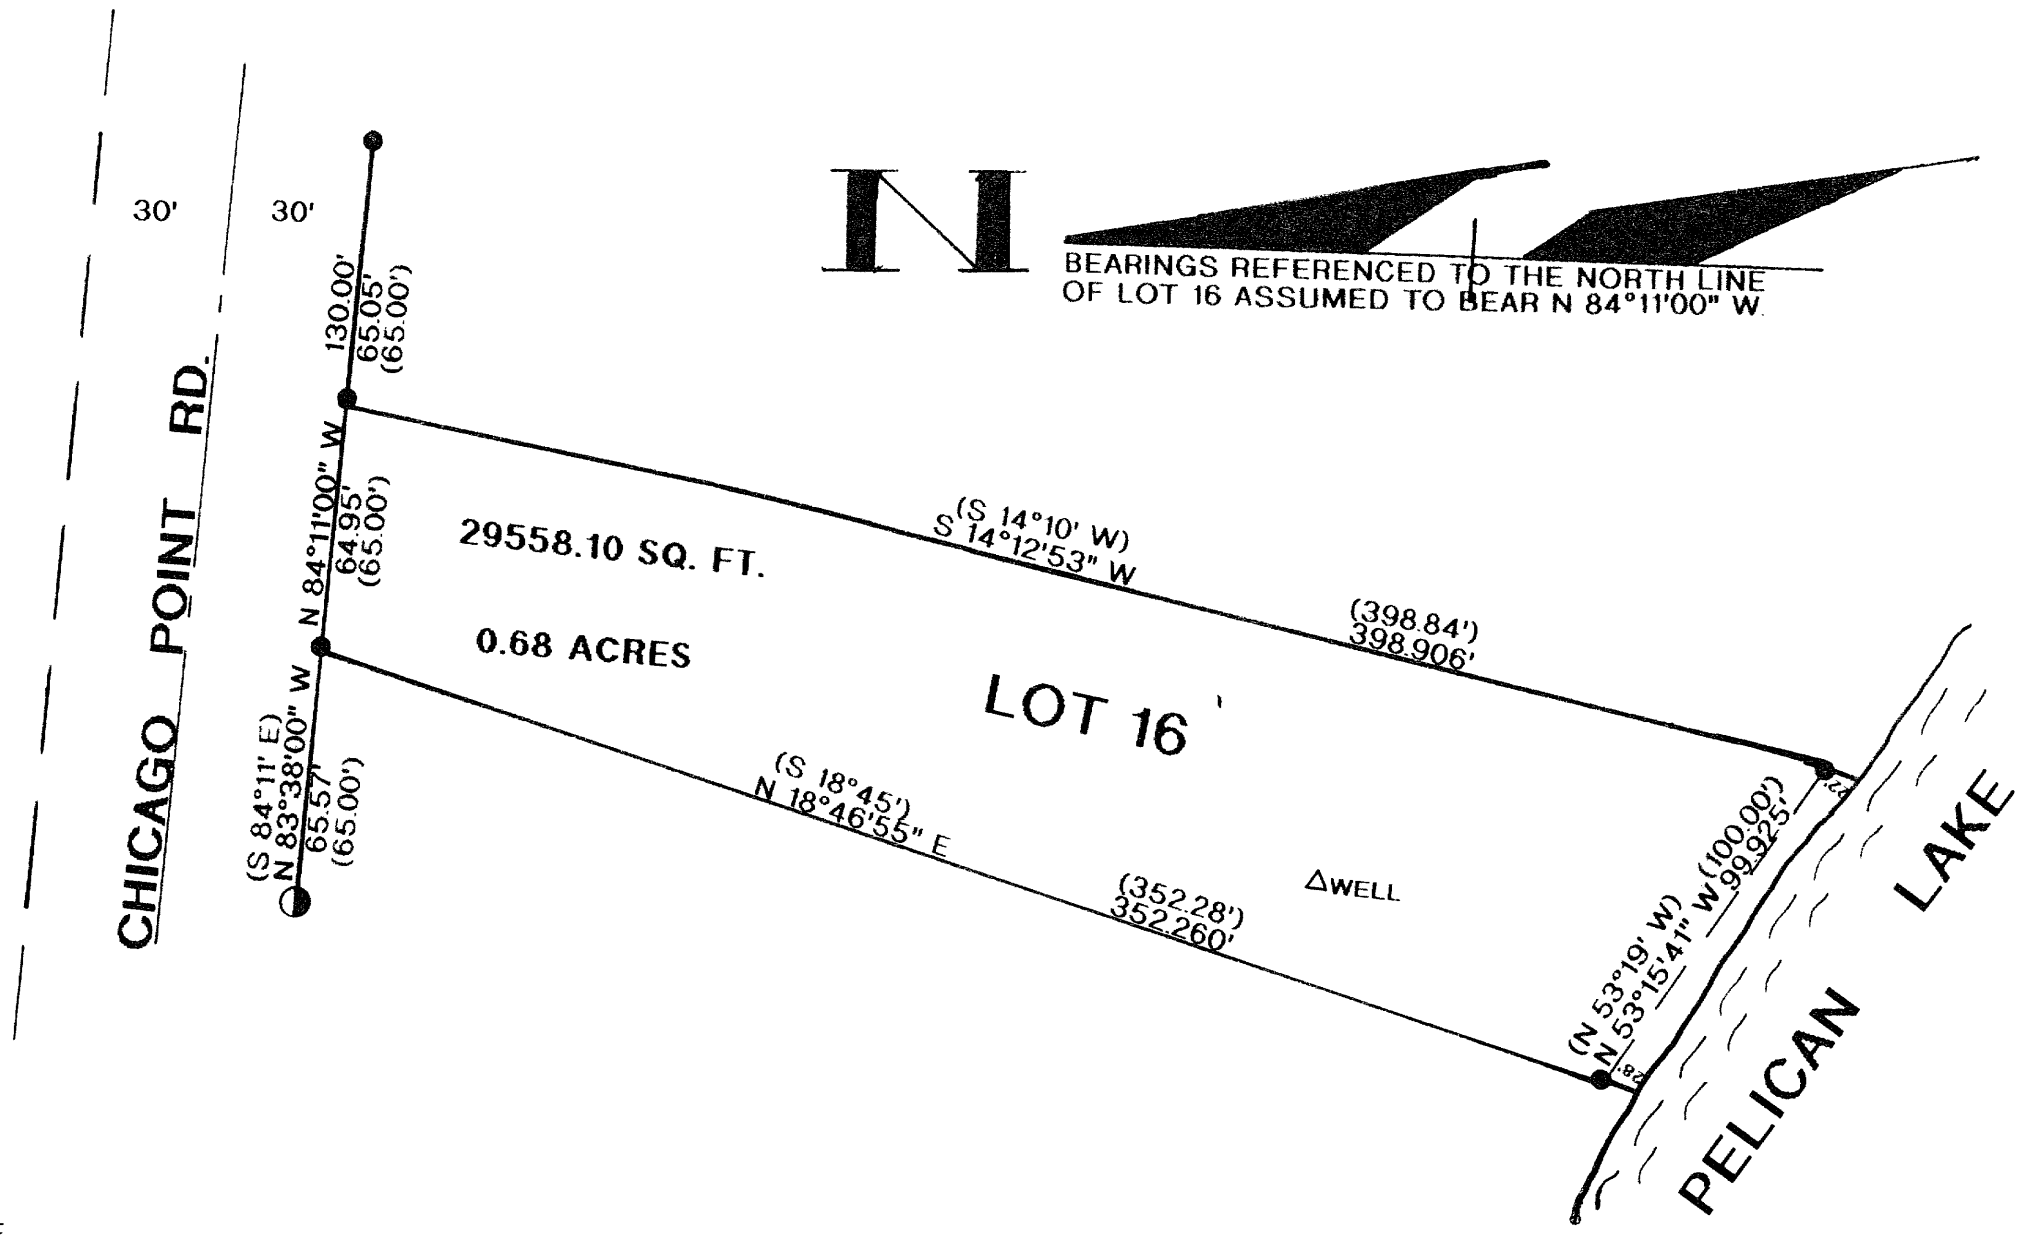 30'
30'
N
BEARINGS REFERENCED TO THE NORTH LINE
OF LOT 16 ASSUMED TO BEAR N 84°11'00" W.
130.00'
65.05'
(65.00')
CHICAGO POINT RD.
N 84°11'00" W
64.95'
(65.00')
(S 84°11' E)
N 83°38'00" W
65.57'
(65.00')
29558.10 SQ. FT.
0.68 ACRES
(S 14°10' W)
S 14°12'53" W
(398.84')
398.906'
LOT 16
(S 18°45')
N 18°46'55" E
(352.28')
352.260'
△WELL
(N 53°19' W) (100.00')
N 53°15'41" W 99.925'
22'
28'
PELICAN LAKE